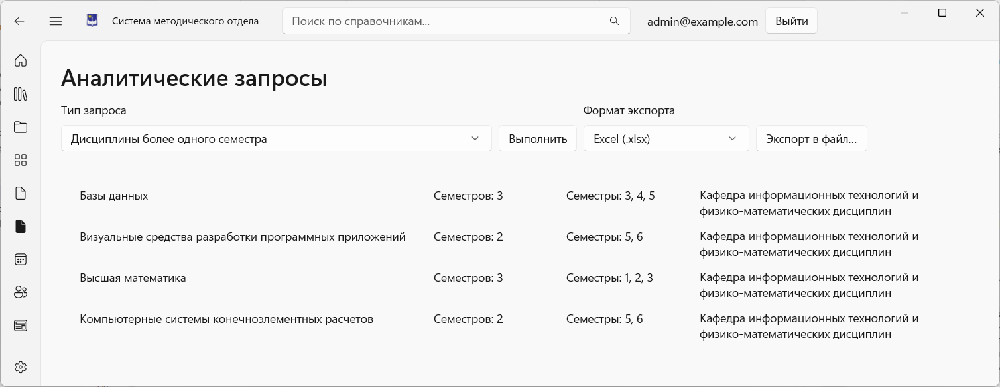 Система методического отдела
Поиск по справочникам...
admin@example.com
Выйти
Аналитические запросы
Тип запроса
Формат экспорта
Дисциплины более одного семестра
Выполнить
Excel (.xlsx)
Экспорт в файл...
Базы данных
Семестров: 3
Семестры: 3, 4, 5
Кафедра информационных технологий и
физико-математических дисциплин
Визуальные средства разработки программных приложений
Семестров: 2
Семестры: 5, 6
Кафедра информационных технологий и
физико-математических дисциплин
Высшая математика
Семестров: 3
Семестры: 1, 2, 3
Кафедра информационных технологий и
физико-математических дисциплин
Компьютерные системы конечноэлементных расчетов
Семестров: 2
Семестры: 5, 6
Кафедра информационных технологий и
физико-математических дисциплин